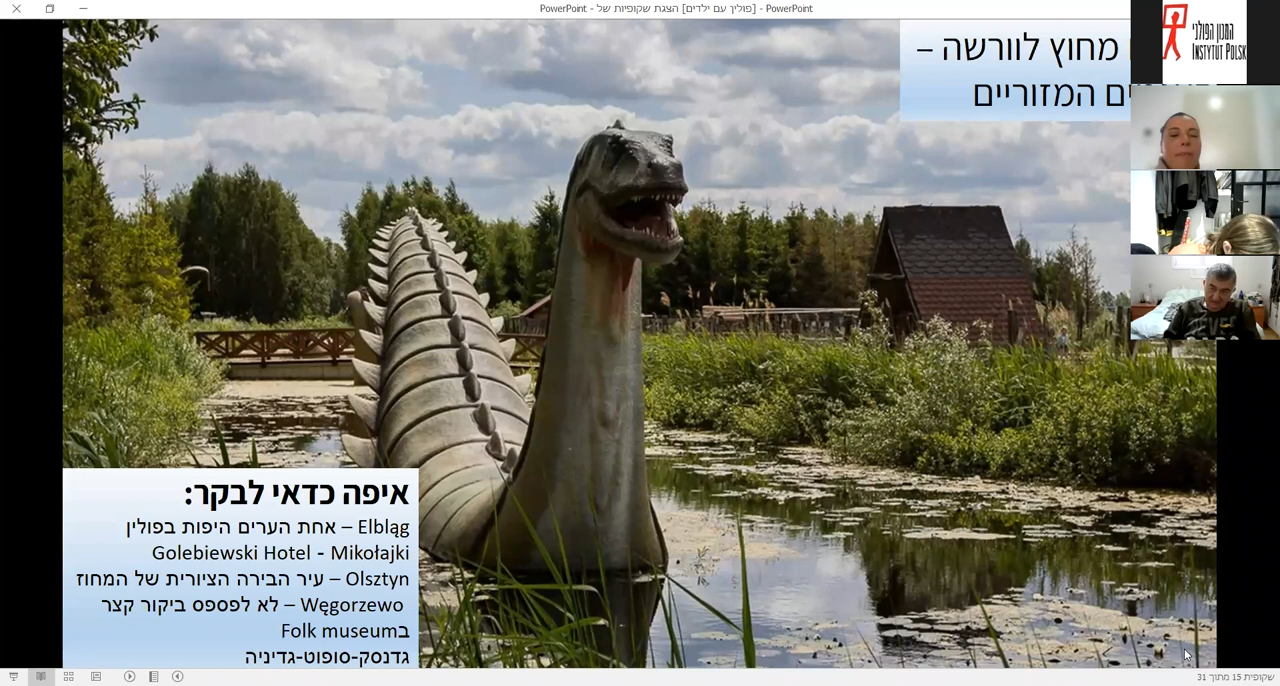 PowerPoint - [פולין עם ילדים] הצגת שקופיות של - PowerPoint
מחוץ לוורשה –
המזוריים
המכון הפולני
INSTYTUT POLSK
איפה כדאי לבקר:
Elbląg – אחת הערים היפות בפולין
Golebiewski Hotel - Mikołajki
Olsztyn – עיר הבירה הציורית של המחוז
Węgorzewo – לא לפספס ביקור קצר
בFolk museum
גדנסק-סופוט-גדיניה
שקופית 15 מתוך 31